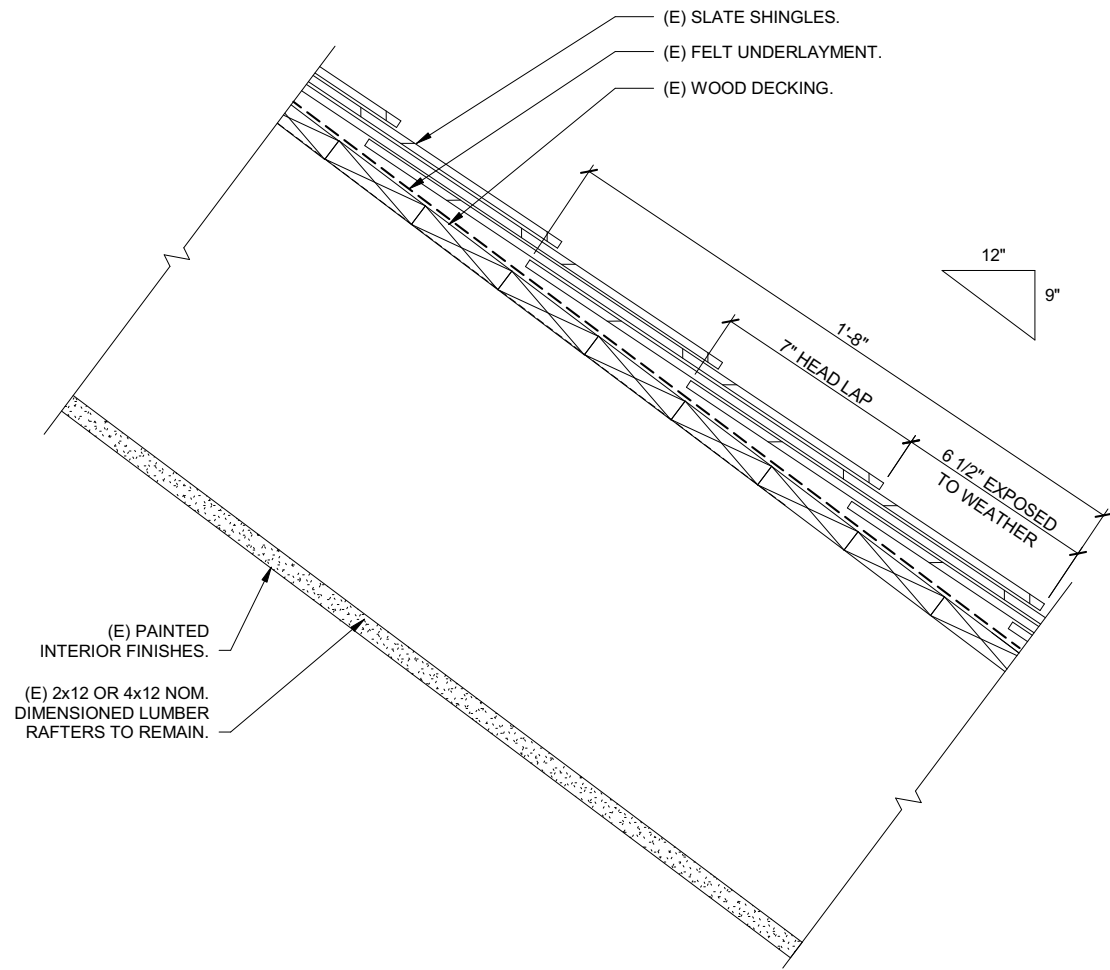 (E) SLATE SHINGLES.
(E) FELT UNDERLAYMENT.
(E) WOOD DECKING.
12"
9"
1'-8"
7" HEAD LAP
6 1/2" EXPOSED
TO WEATHER
(E) PAINTED
INTERIOR FINISHES.
(E) 2x12 OR 4x12 NOM.
DIMENSIONED LUMBER
RAFTERS TO REMAIN.